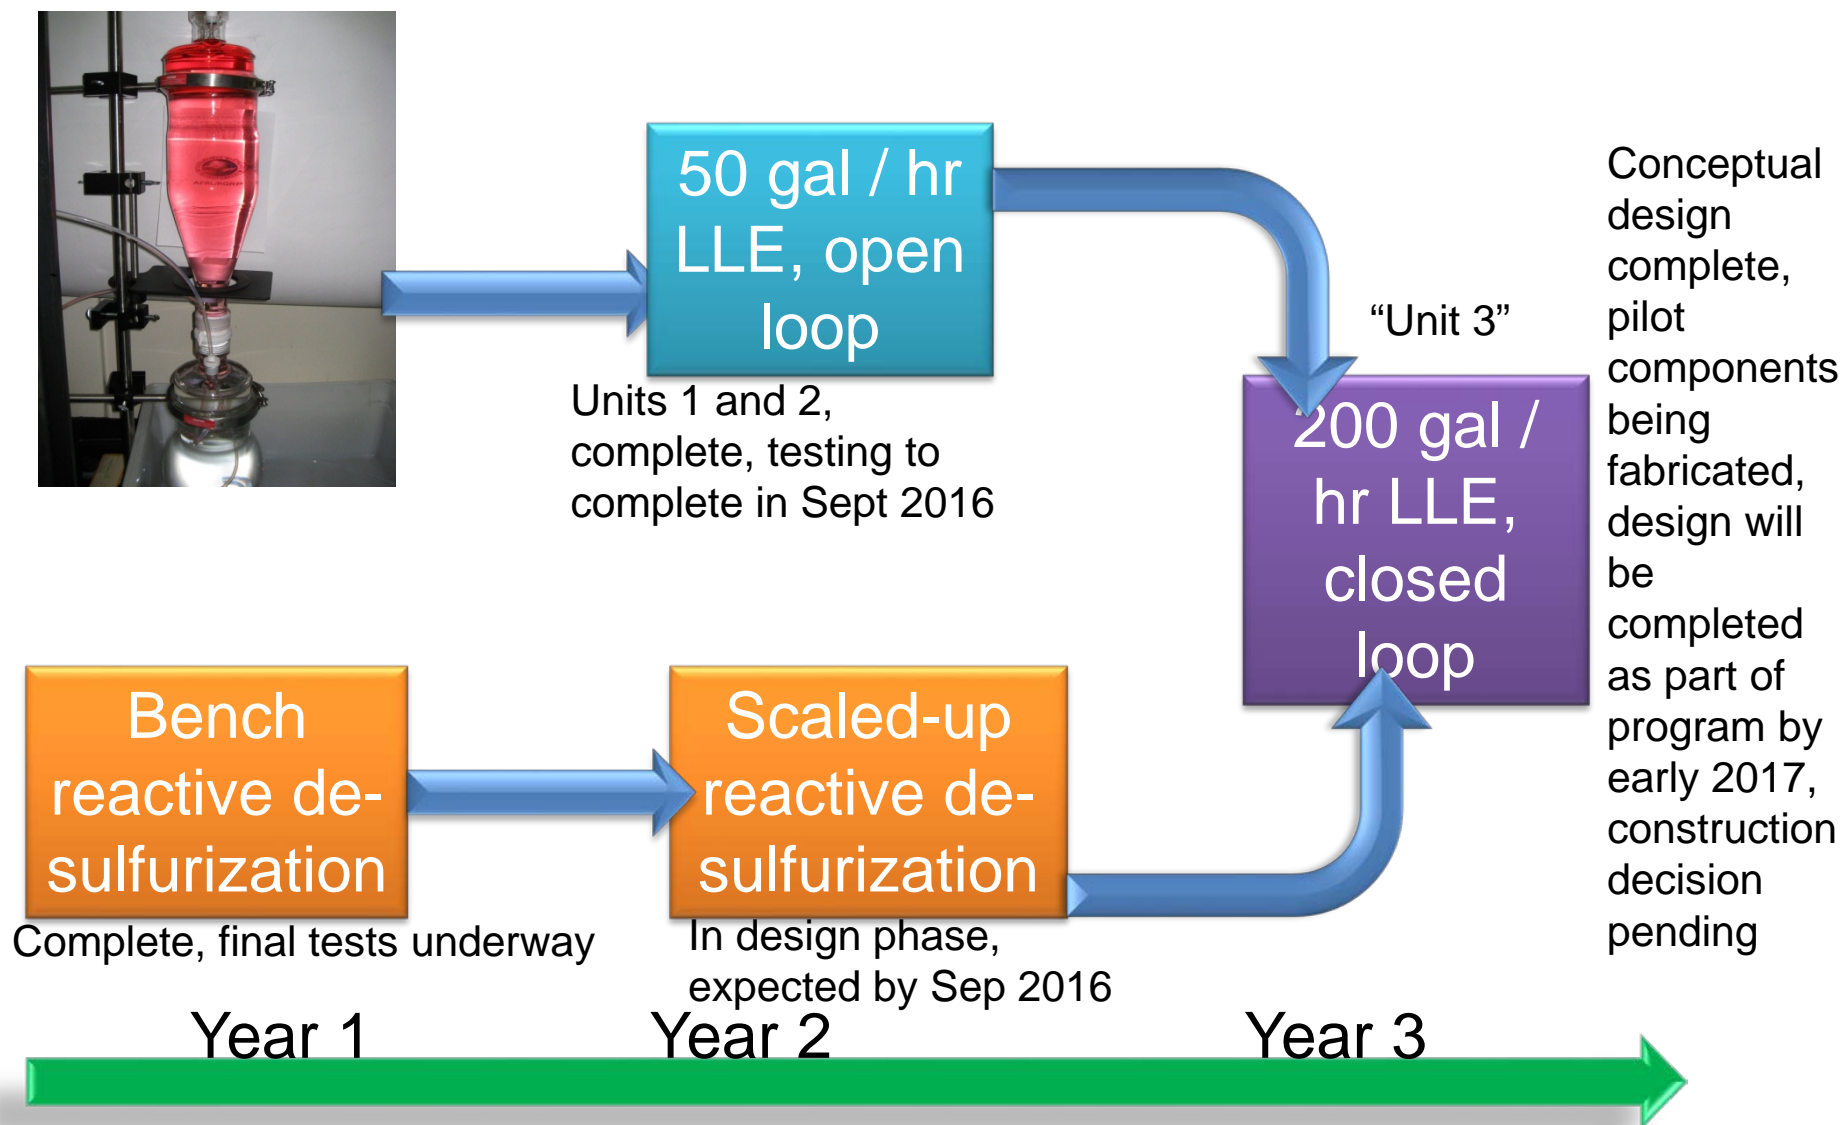 50 gal / hr
LLE, open
loop
Units 1 and 2,
complete, testing to
complete in Sept 2016
“Unit 3”
200 gal /
hr LLE,
closed
loop
Conceptual
design
complete,
pilot
components
being
fabricated,
design will
be
completed
as part of
program by
early 2017,
construction
decision
pending
Bench
reactive de-
sulfurization
Complete, final tests underway
Scaled-up
reactive de-
sulfurization
In design phase,
expected by Sep 2016
Year 1
Year 2
Year 3